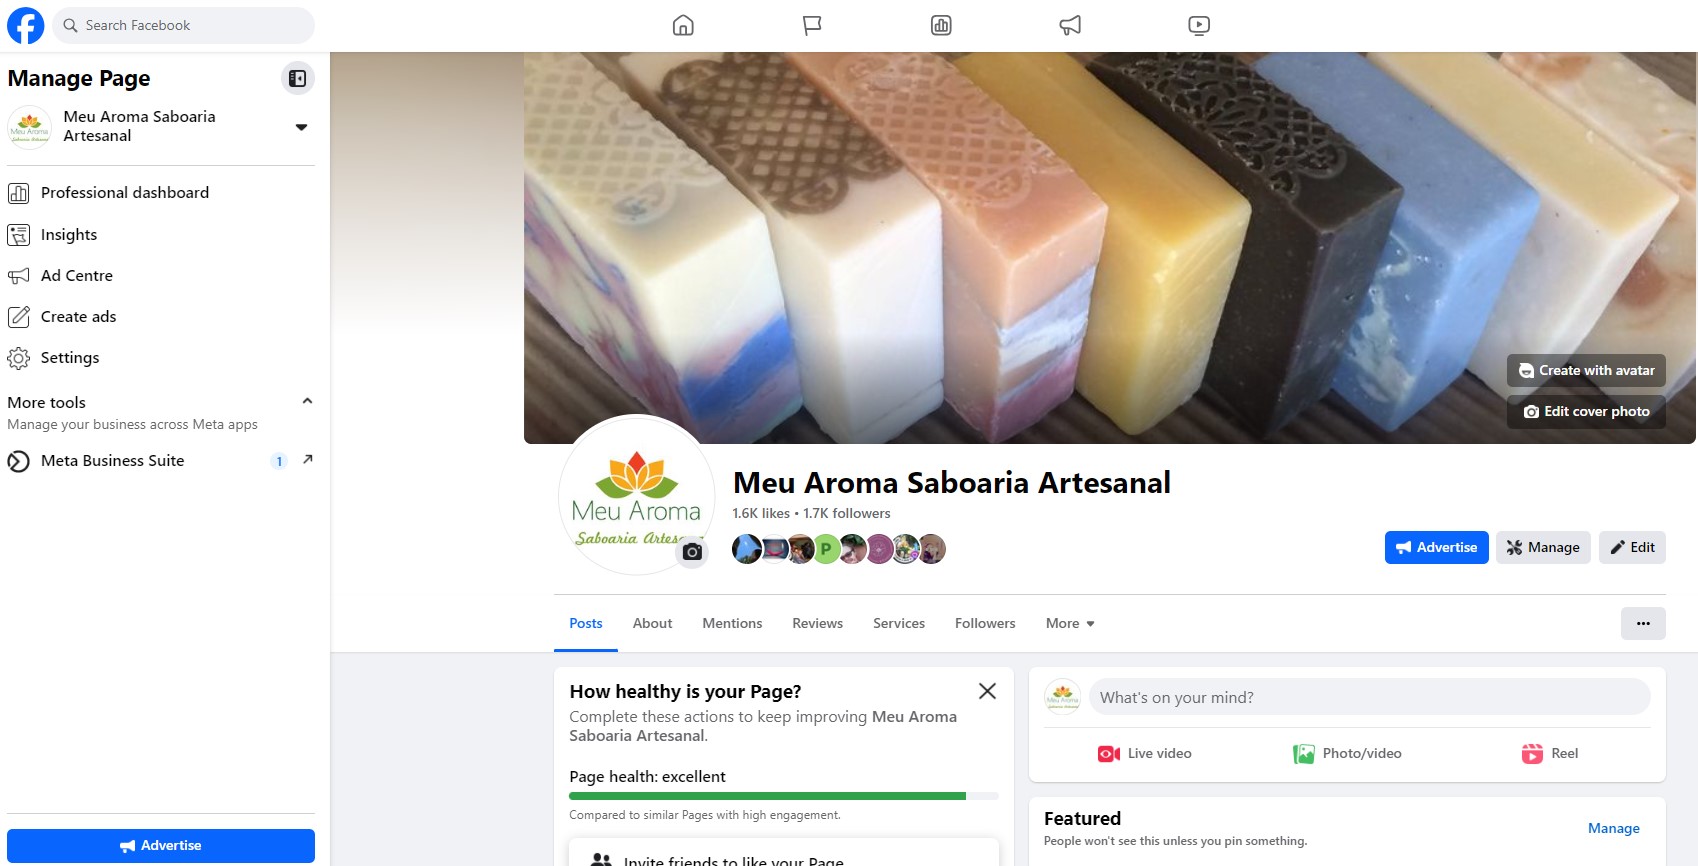 Search Facebook
Manage Page
Meu Aroma Saboaria
Artesanal
Professional dashboard
Insights
Ad Centre
Create ads
Settings
More tools
Manage your business across Meta apps
Meta Business Suite
1
Advertise
Create with avatar
Edit cover photo
Meu Aroma
Saboaria Artesa
Meu Aroma Saboaria Artesanal
1.6K likes • 1.7K followers
P
Advertise
Manage
Edit
Posts
About
Mentions
Reviews
Services
Followers
More
How healthy is your Page?
Complete these actions to keep improving Meu Aroma
Saboaria Artesanal.
Page health: excellent
Compared to similar Pages with high engagement.
Invite friends to like your Page
What's on your mind?
Live video
Photo/video
Reel
Featured
People won't see this unless you pin something.
Manage